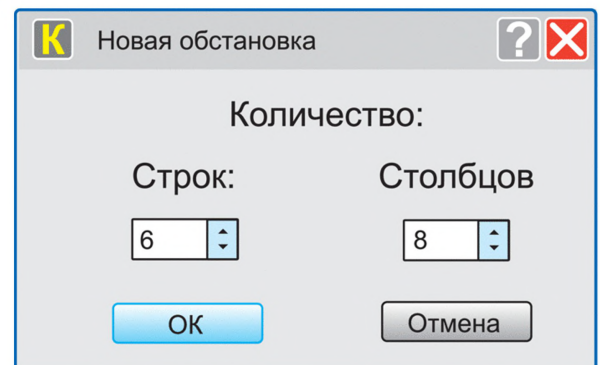 К Новая обстановка ?
Количество:
Строк: Столбцов
6 8
ОК Отмена